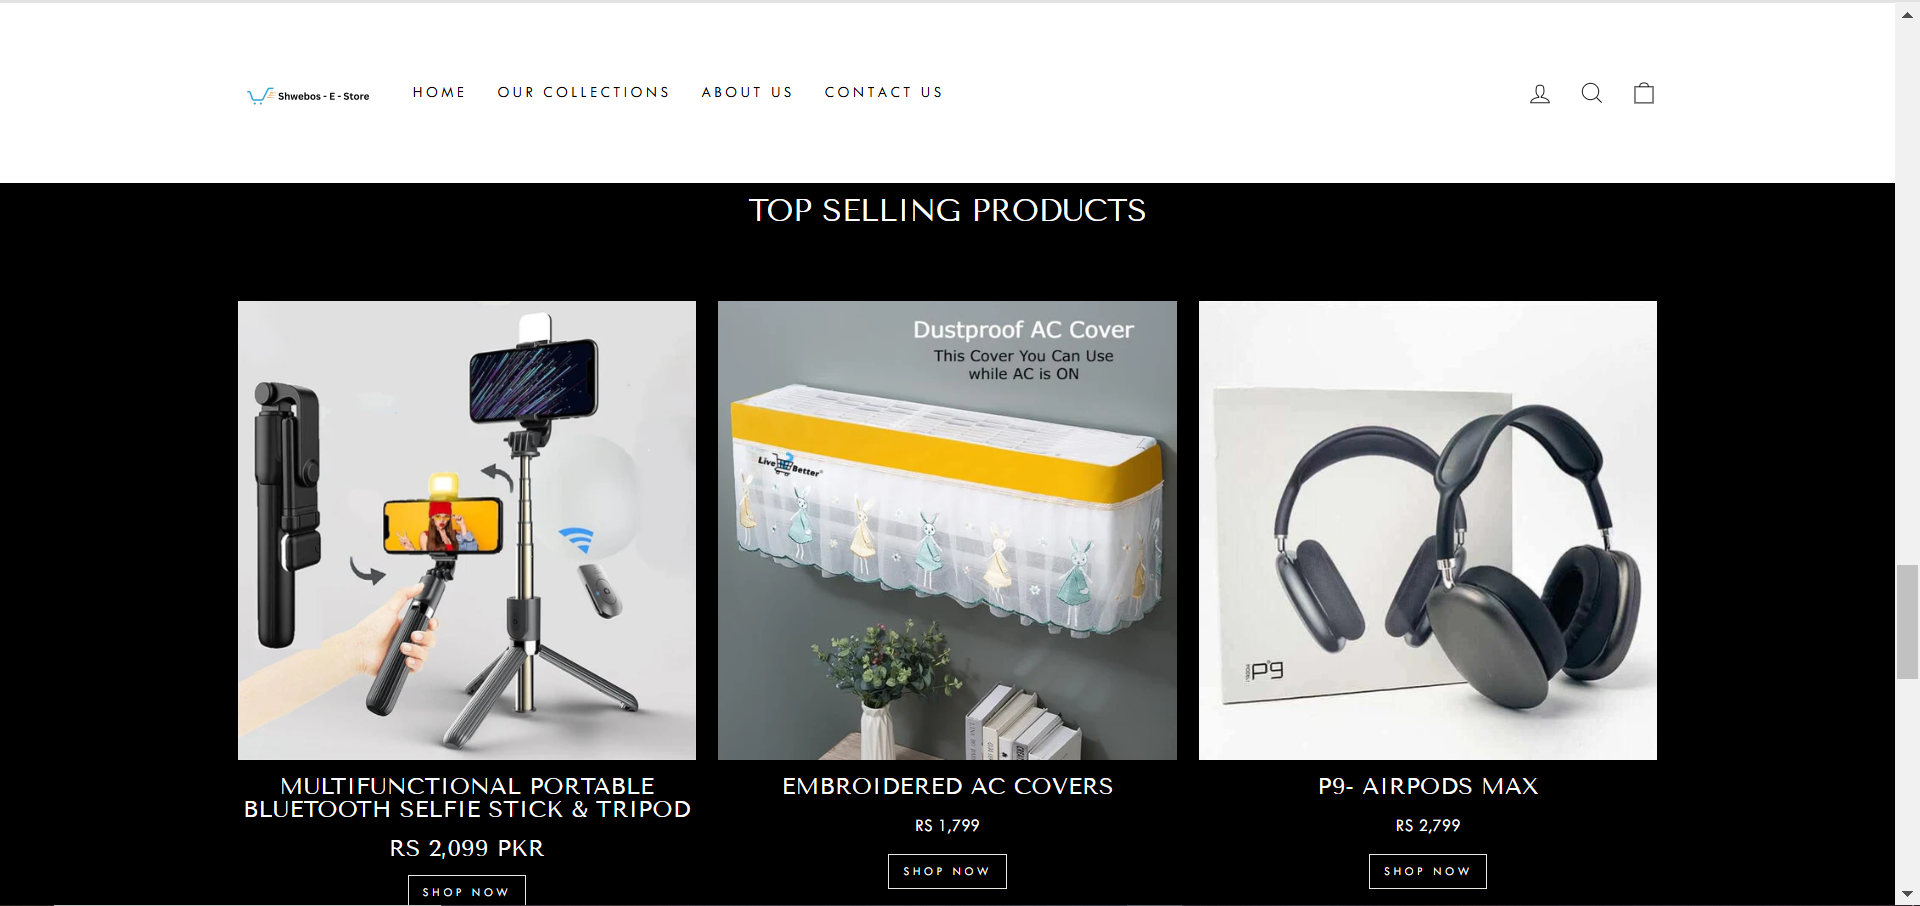 Shwebos - E - Store
HOME
OUR COLLECTIONS
ABOUT US
CONTACT US
TOP SELLING PRODUCTS
Dustproof AC Cover
This Cover You Can Use
while AC is ON
Live Better
P9
MULTIFUNCTIONAL PORTABLE
BLUETOOTH SELFIE STICK & TRIPOD
RS 2,099 PKR
SHOP NOW
EMBROIDERED AC COVERS
RS 1,799
SHOP NOW
P9- AIRPODS MAX
RS 2,799
SHOP NOW